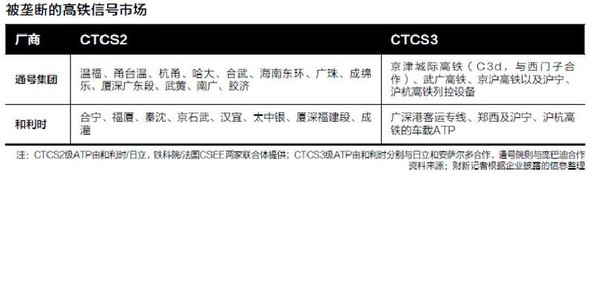 被垄断的高铁信号市场
厂商 CTCS2 CTCS3
通号集团 温福、甬台温、杭甬、哈大、合武、海南东环、广珠、成绵乐、厦深广东段、武黄、南广、胶济 京津城际高铁（C3d，与西门子合作）、武广高铁、京沪高铁以及沪宁、沪杭高铁列控设备
和利时 合宁、福厦、秦沈、京石武、汉宜、太中银、厦深福建段、成灌 广深港客运专线、郑西及沪宁、沪杭高铁的车载ATP
注：CTCS2级ATP由和利时/日立，铁科院/法国CSEE两家联合体提供；CTCS3级ATP由和利时分别与日立和安萨尔多合作，通号院则与庞巴迪合作
资料来源：财新记者根据企业披露的信息整理